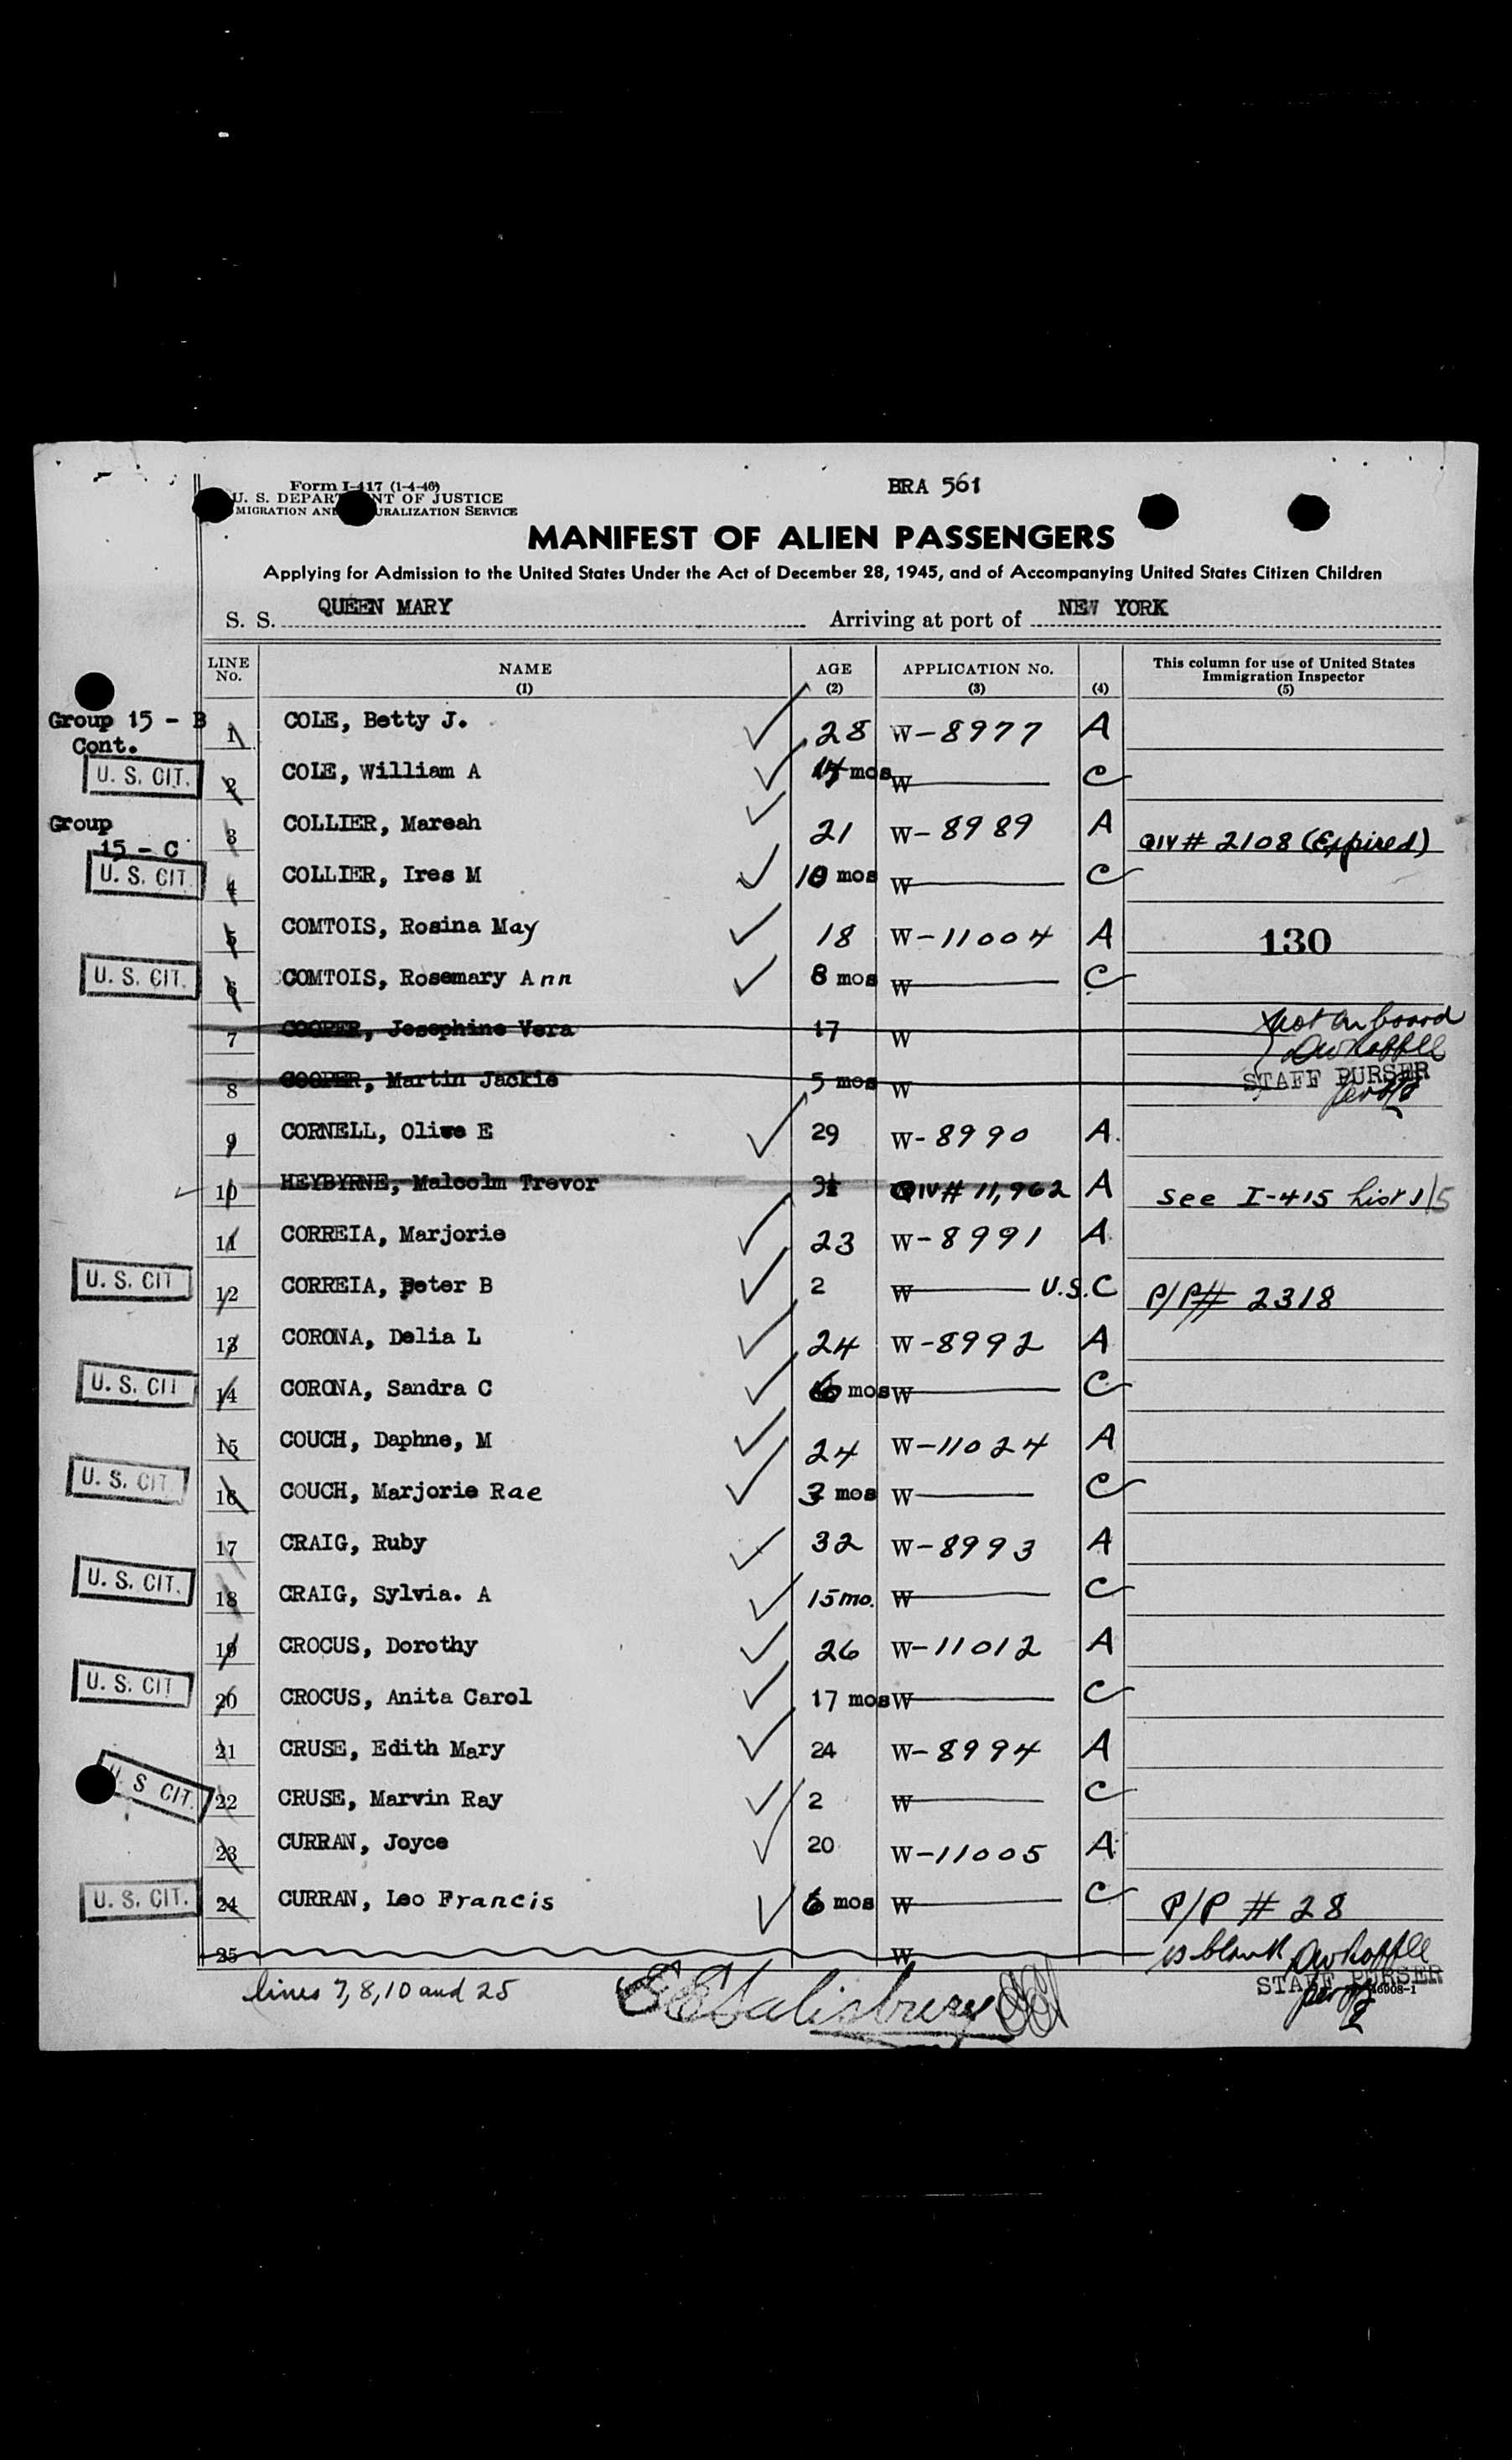 Form I-417 (1-4-46)
U. S. DEPARTMENT OF JUSTICE
IMMIGRATION AND NATURALIZATION SERVICE
BRA 561
MANIFEST OF ALIEN PASSENGERS
Applying for Admission to the United States Under the Act of December 28, 1945, and of Accompanying United States Citizen Children
S. S. QUEEN MARY Arriving at port of NEW YORK
LINE No. NAME (1) AGE (2) APPLICATION No. (3) (4) This column for use of United States Immigration Inspector (5)
Group 15 - B Cont. 1 COLE, Betty J. 28 W-8977 A
U. S. CIT. 2 COLE, William A mos W C
Group 15 - C 3 COLLIER, Mareah 21 W-8989 A QIV# 2108 (Expired)
U. S. CIT. 4 COLLIER, Ires M 10 mos W C
5 COMTOIS, Rosina May 18 W-11004 A 130
U. S. CIT. 6 COMTOIS, Rosemary Ann 8 mos W C
7 COOPER, Josephine Vera 17 W Not on board
8 COOPER, Martin Jackie 5 mos W STAFF PURSER
9 CORNELL, Olive E 29 W-8990 A.
10 HEYBYRNE, Malcolm Trevor 3½ QIV# 11,962 A See I-415 List 1/5
11 CORREIA, Marjorie 23 W-8991 A
U. S. CIT 12 CORREIA, Peter B 2 W U.S.C P/P# 2318
13 CORONA, Delia L 24 W-8992 A
U. S. CIT 14 CORONA, Sandra C 6 mos W C
15 COUCH, Daphne, M 24 W-11024 A
U. S. CIT. 16 COUCH, Marjorie Rae 3 mos W C
17 CRAIG, Ruby 32 W-8993 A
U. S. CIT. 18 CRAIG, Sylvia. A 15mo. W C
19 CROCUS, Dorothy 26 W-11012 A
U. S. CIT 20 CROCUS, Anita Carol 17 mos W C
21 CRUSE, Edith Mary 24 W-8994 A
U. S CIT. 22 CRUSE, Marvin Ray 2 W C
23 CURRAN, Joyce 20 W-11005 A
U. S. CIT. 24 CURRAN, Leo Francis 6 mos W C P/P # 28
25 W is blank
lines 7, 8, 10 and 25 E E Salisbury STAFF PURSER
16908-1